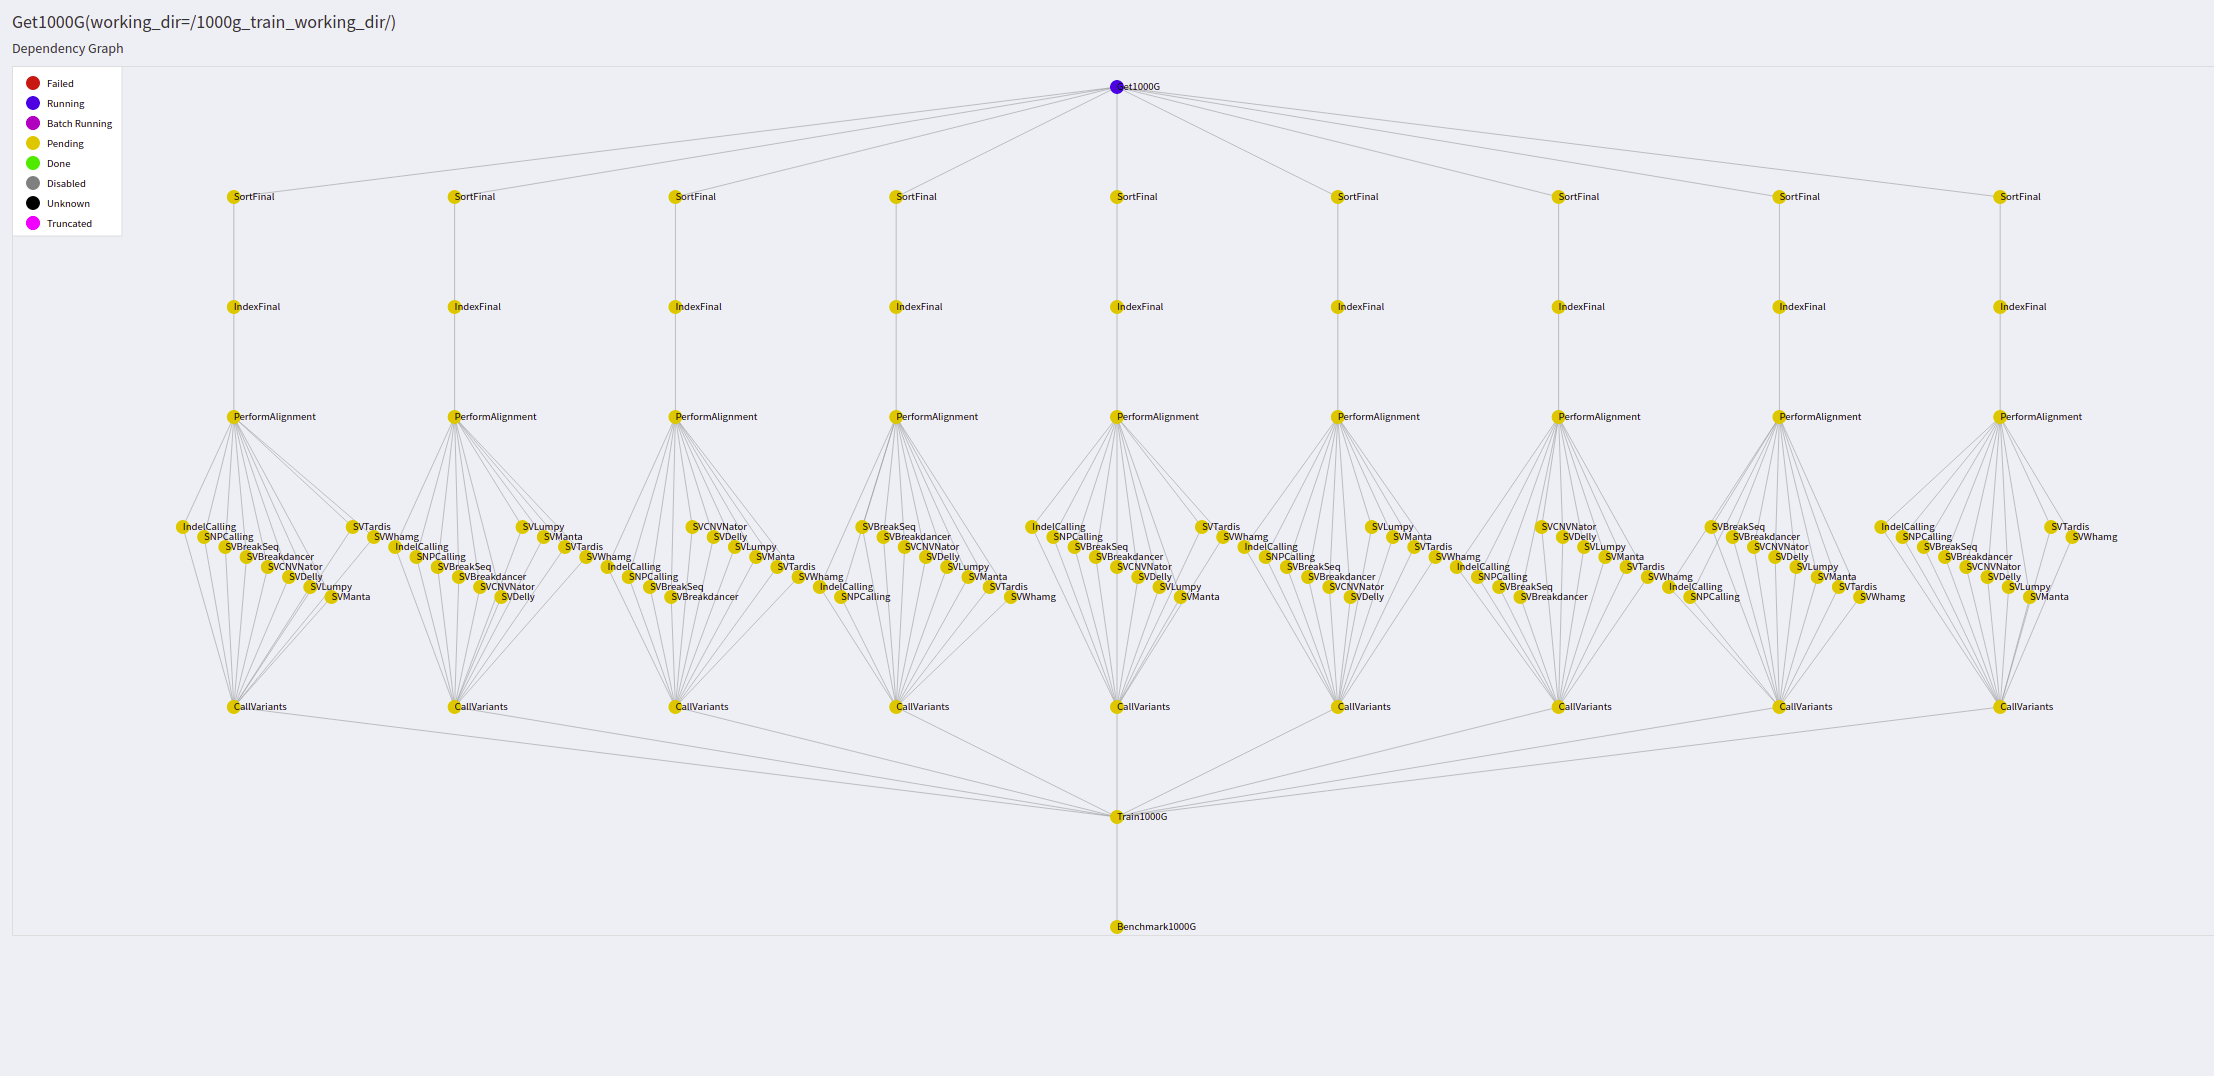 Get1000G(working_dir=/1000g_train_working_dir/)
Dependency Graph
Failed
Running
Batch Running
Pending
Done
Disabled
Unknown
Truncated
Get1000G
SortFinal SortFinal SortFinal SortFinal SortFinal SortFinal SortFinal SortFinal SortFinal
IndexFinal IndexFinal IndexFinal IndexFinal IndexFinal IndexFinal IndexFinal IndexFinal IndexFinal
PerformAlignment PerformAlignment PerformAlignment PerformAlignment PerformAlignment PerformAlignment PerformAlignment PerformAlignment PerformAlignment
IndelCalling SVTardis SVLumpy SVCNVNator SVBreakSeq IndelCalling SVTardis SVLumpy SVCNVNator SVBreakSeq IndelCalling SVTardis
SNPCalling SVWhamg SVManta SVDelly SVBreakdancer SNPCalling SVWhamg SVManta SVDelly SVBreakdancer SNPCalling SVWhamg
SVBreakSeq IndelCalling SVTardis SVLumpy SVCNVNator SVBreakSeq IndelCalling SVTardis SVLumpy SVCNVNator SVBreakSeq
SVBreakdancer SNPCalling SVWhamg SVManta SVDelly SVBreakdancer SNPCalling SVWhamg SVManta SVDelly SVBreakdancer
SVCNVNator SVBreakSeq IndelCalling SVTardis SVLumpy SVCNVNator SVBreakSeq IndelCalling SVTardis SVLumpy SVCNVNator
SVDelly SVBreakdancer SNPCalling SVWhamg SVManta SVDelly SVBreakdancer SNPCalling SVWhamg SVManta SVDelly
SVLumpy SVCNVNator SVBreakSeq IndelCalling SVTardis SVLumpy SVCNVNator SVBreakSeq IndelCalling SVTardis SVLumpy
SVManta SVDelly SVBreakdancer SNPCalling SVWhamg SVManta SVDelly SVBreakdancer SNPCalling SVWhamg SVManta
CallVariants CallVariants CallVariants CallVariants CallVariants CallVariants CallVariants CallVariants CallVariants
Train1000G
Benchmark1000G